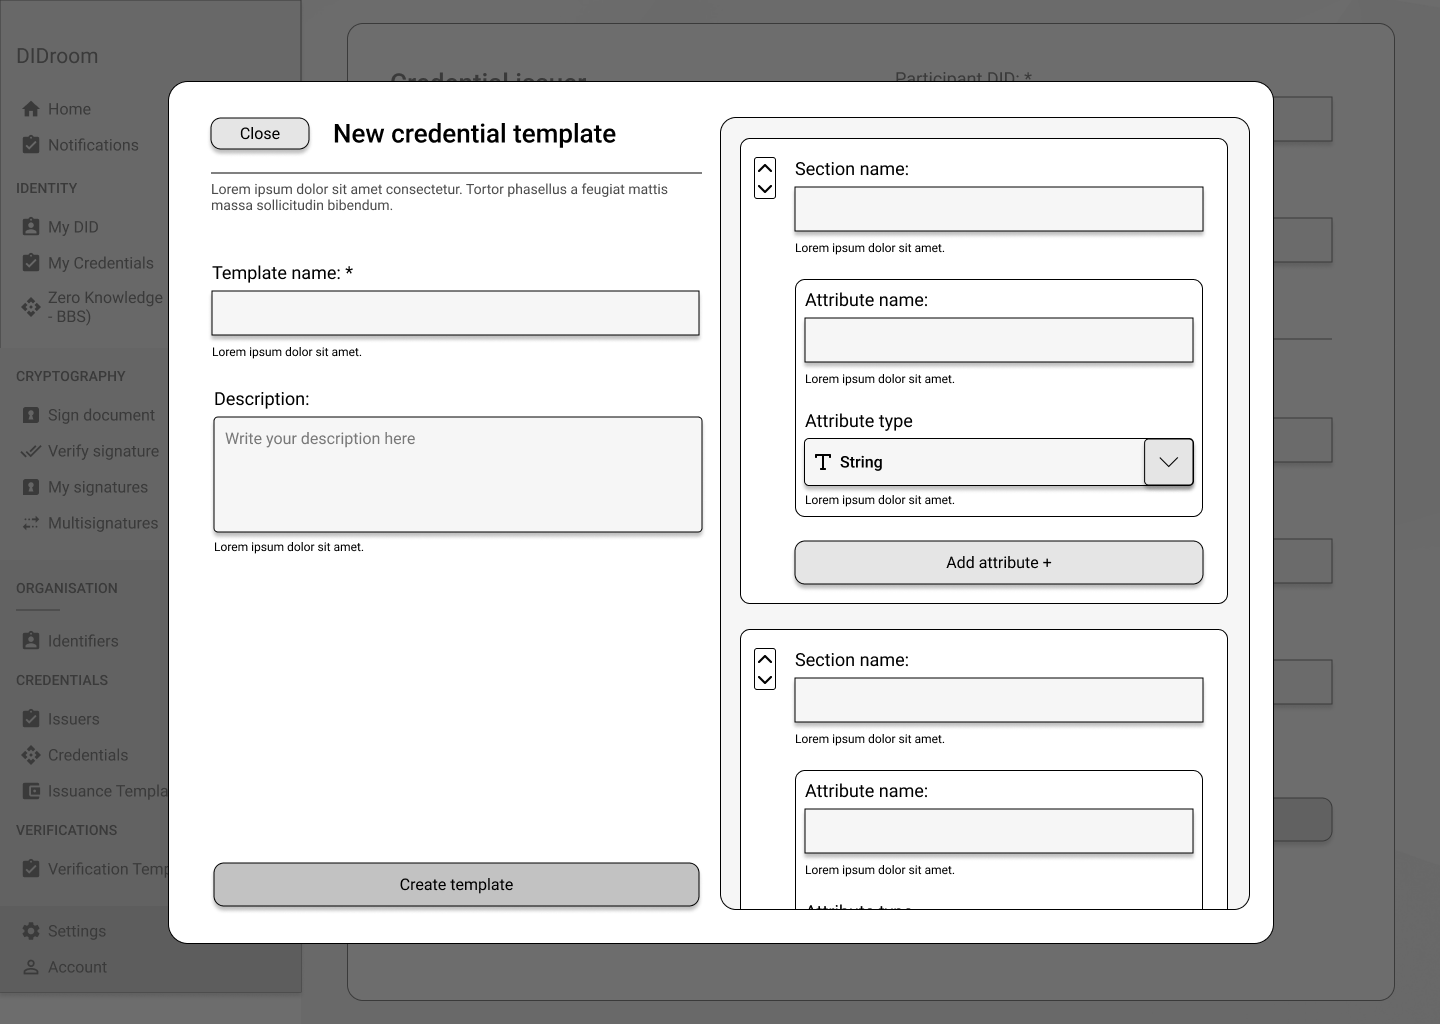 DIDroom
Home
Notifications
IDENTITY
My DID
My Credentials
Zero Knowledge
- BBS)
CRYPTOGRAPHY
Sign document
Verify signature
My signatures
Multisignatures
ORGANISATION
Identifiers
CREDENTIALS
Issuers
Credentials
Issuance Templa
VERIFICATIONS
Verification Temp
Settings
Account
Credential issuer
Participant DID: *
Close
New credential template
Lorem ipsum dolor sit amet consectetur. Tortor phasellus a feugiat mattis
massa sollicitudin bibendum.
Template name: *
Lorem ipsum dolor sit amet.
Description:
Write your description here
Lorem ipsum dolor sit amet.
Create template
Section name:
Lorem ipsum dolor sit amet.
Attribute name:
Lorem ipsum dolor sit amet.
Attribute type
String
Lorem ipsum dolor sit amet.
Add attribute +
Section name:
Lorem ipsum dolor sit amet.
Attribute name:
Lorem ipsum dolor sit amet.
Attribute type